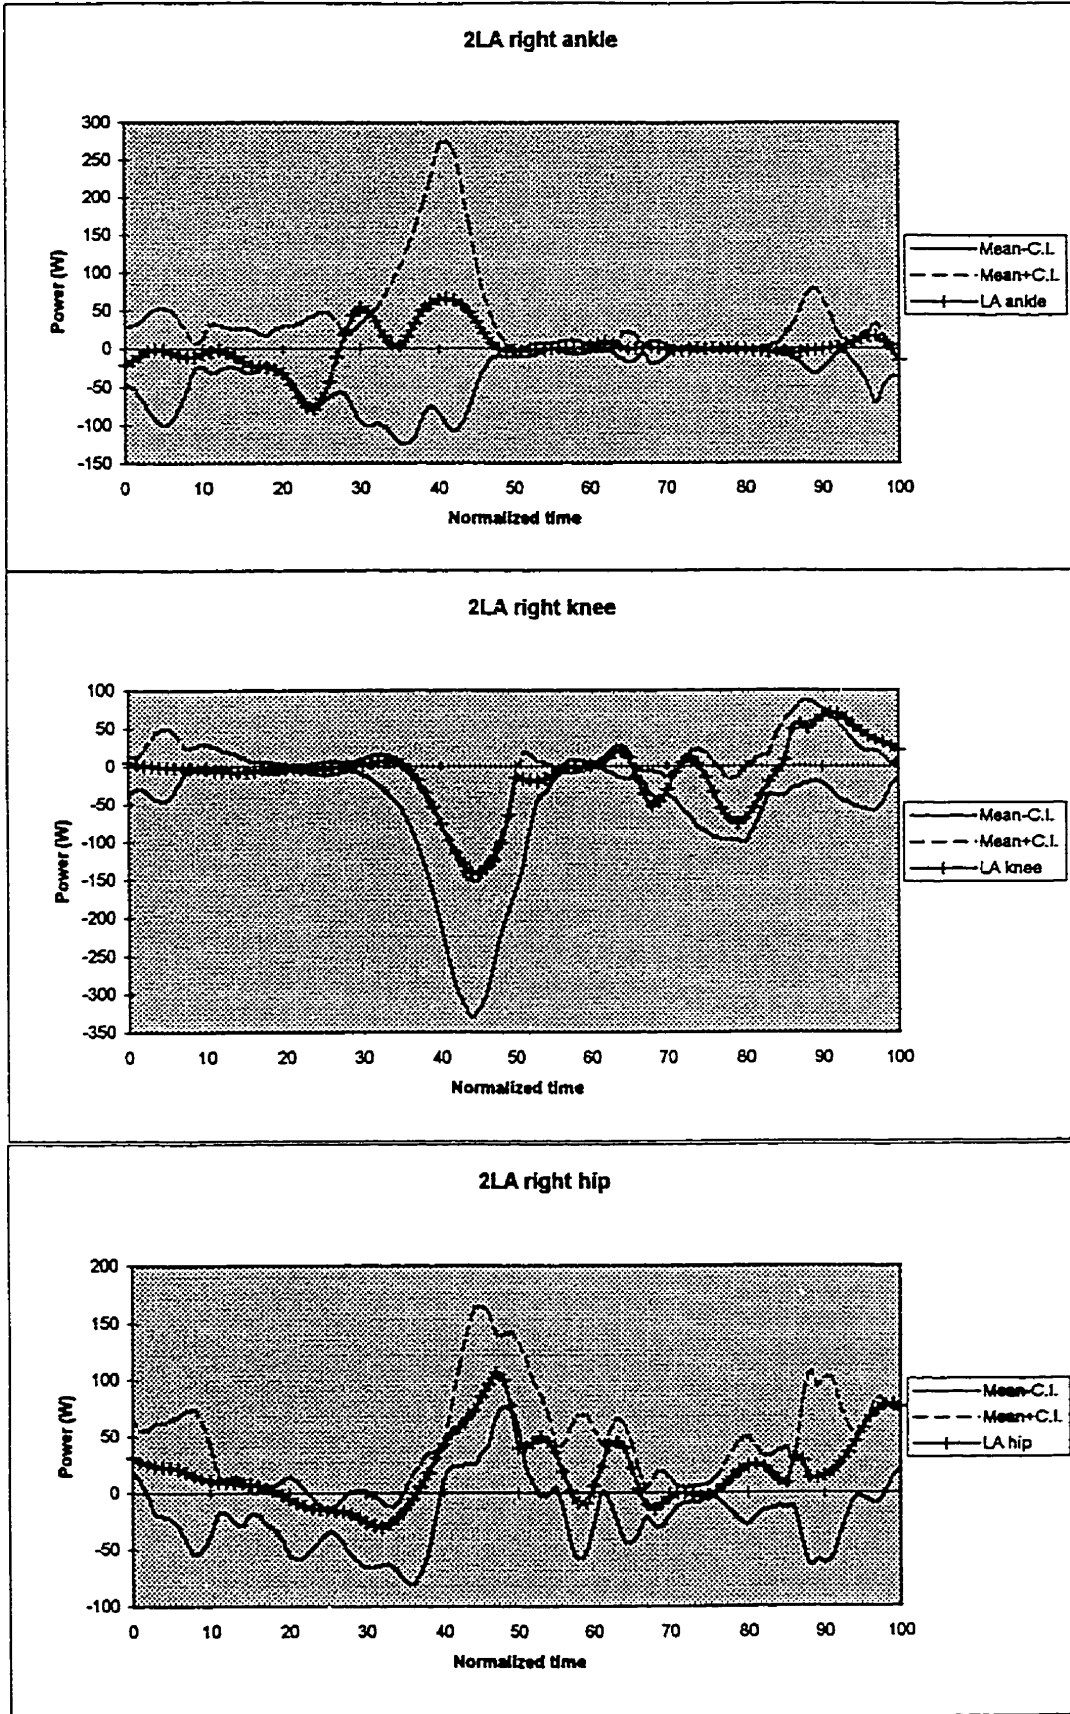 2LA right ankle
300
250
200
150
100
50
0
-50
-100
-150
Power (W)
0 10 20 30 40 50 60 70 80 90 100
Normalized time
Mean-C.I.
Mean+C.I.
LA ankle
2LA right knee
100
50
0
-50
-100
-150
-200
-250
-300
-350
Power (W)
0 10 20 30 40 50 60 70 80 90 100
Normalized time
Mean-C.I.
Mean+C.I.
LA knee
2LA right hip
200
150
100
50
0
-50
-100
Power (W)
0 10 20 30 40 50 60 70 80 90 100
Normalized time
Mean-C.I.
Mean+C.I.
LA hip